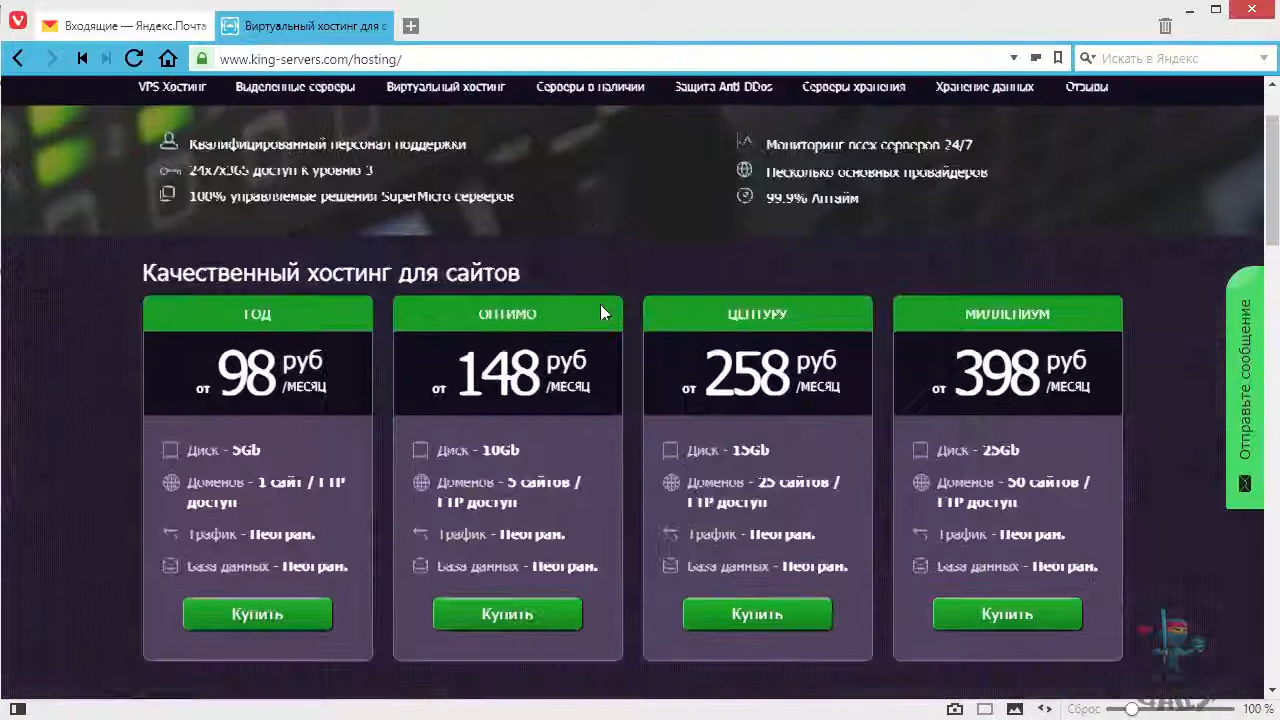 Входящие — Яндекс.Почта
Виртуальный хостинг для с
www.king-servers.com/hosting/
Искать в Яндекс
VPS Хостинг Выделенные серверы Виртуальный хостинг Серверы в наличии Защита Anti DDos Серверы хранения Хранение данных Отзывы
Квалифицированный персонал поддержки
24x7x365 доступ к уровню 3
100% управляемые решения SuperMicro серверов
Мониторинг всех серверов 24/7
Несколько основных провайдеров
99.9% Аптайм
Качественный хостинг для сайтов
ГОД
от 98 руб
/МЕСЯЦ
Диск - 5Gb
Доменов - 1 сайт / FTP
доступ
Трафик - Неогран.
База данных - Неогран.
Купить
ОПТИМО
от 148 руб
/МЕСЯЦ
Диск - 10Gb
Доменов - 5 сайтов /
FTP доступ
Трафик - Неогран.
База данных - Неогран.
Купить
ЦЕНТУРУ
от 258 руб
/МЕСЯЦ
Диск - 15Gb
Доменов - 25 сайтов /
FTP доступ
Трафик - Неогран.
База данных - Неогран.
Купить
МИЛЛЕНИУМ
от 398 руб
/МЕСЯЦ
Диск - 25Gb
Доменов - 50 сайтов /
FTP доступ
Трафик - Неогран.
База данных - Неогран.
Купить
Отправьте сообщение
Сброс
100 %